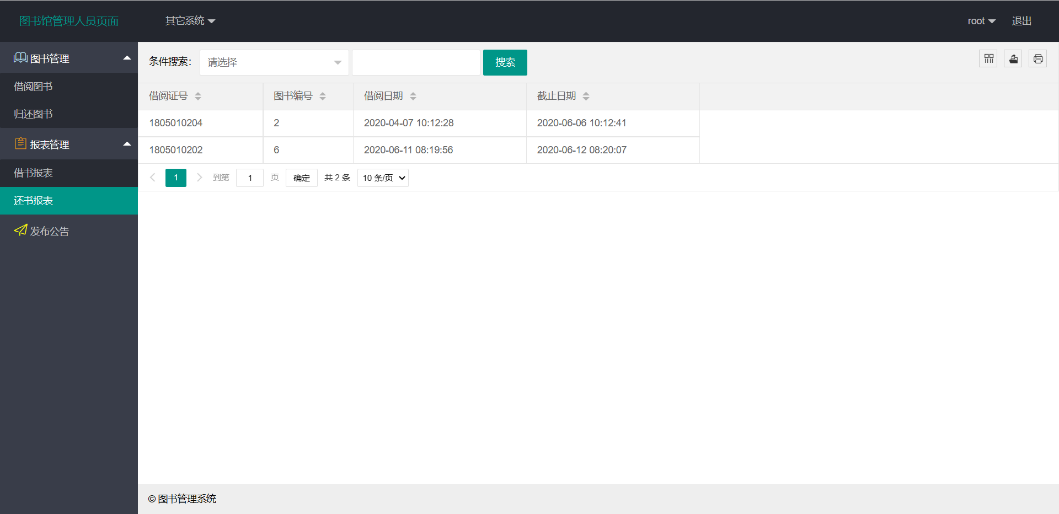 图书馆管理人员页面 其它系统 root 退出
图书管理
借阅图书
归还图书
报表管理
借书报表
还书报表
发布公告
条件搜索: 请选择 搜索
借阅证号 图书编号 借阅日期 截止日期
1805010204 2 2020-04-07 10:12:28 2020-06-06 10:12:41
1805010202 6 2020-06-11 08:19:56 2020-06-12 08:20:07
1 到第 1 页 确定 共 2 条 10 条/页
© 图书管理系统